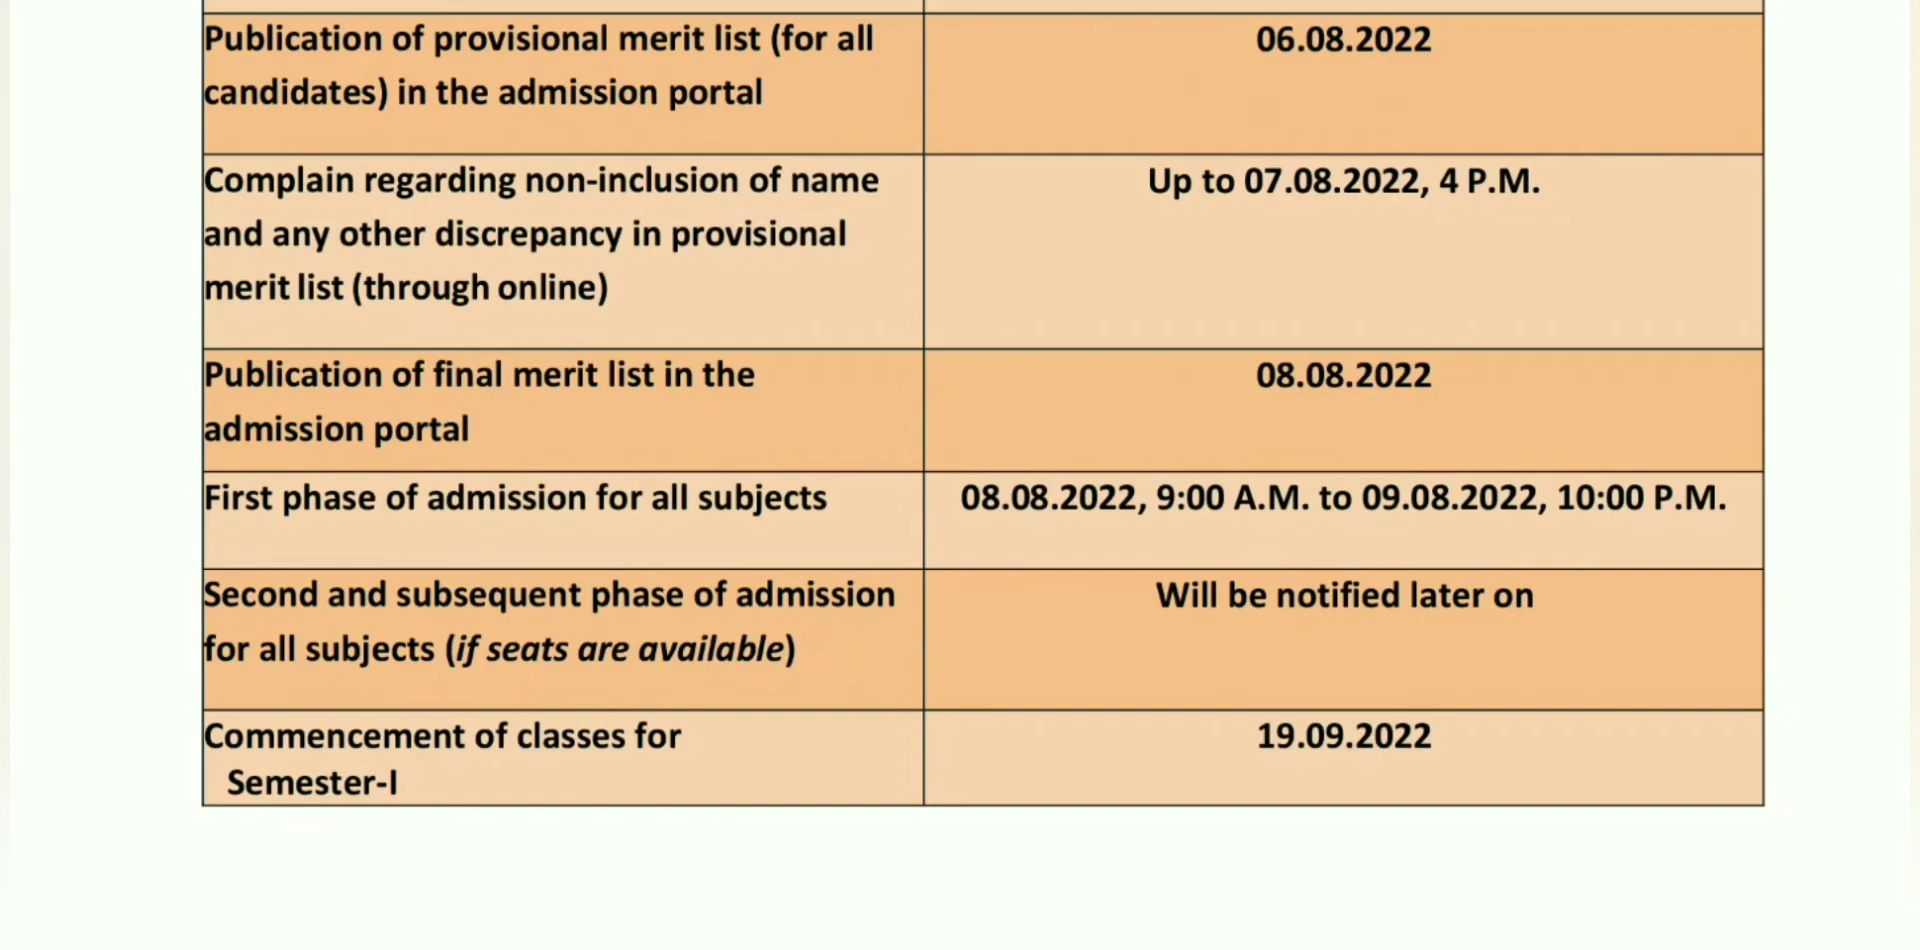 Publication of provisional merit list (for all
candidates) in the admission portal
06.08.2022
Complain regarding non-inclusion of name
and any other discrepancy in provisional
merit list (through online)
Up to 07.08.2022, 4 P.M.
Publication of final merit list in the
admission portal
08.08.2022
First phase of admission for all subjects
08.08.2022, 9:00 A.M. to 09.08.2022, 10:00 P.M.
Second and subsequent phase of admission
for all subjects (if seats are available)
Will be notified later on
Commencement of classes for
Semester-I
19.09.2022